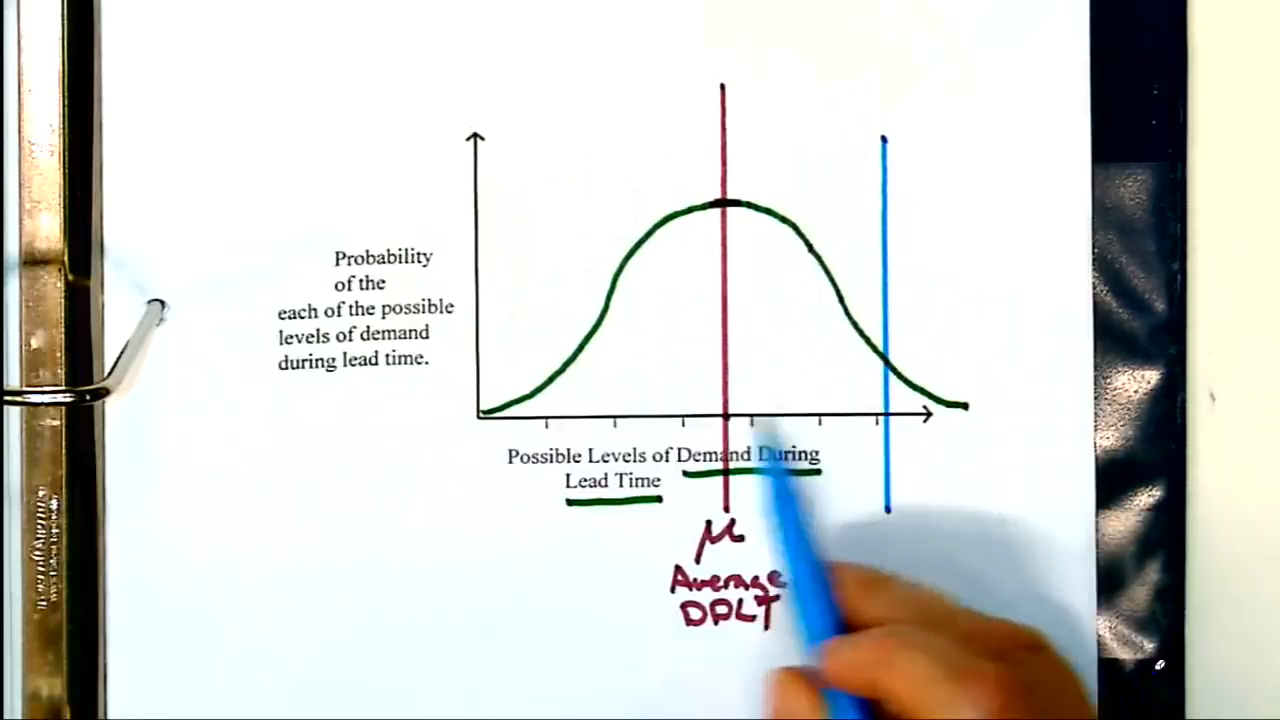 Probability
of the
each of the possible
levels of demand
during lead time.
Possible Levels of Demand During
Lead Time
μ
Average
DDLT